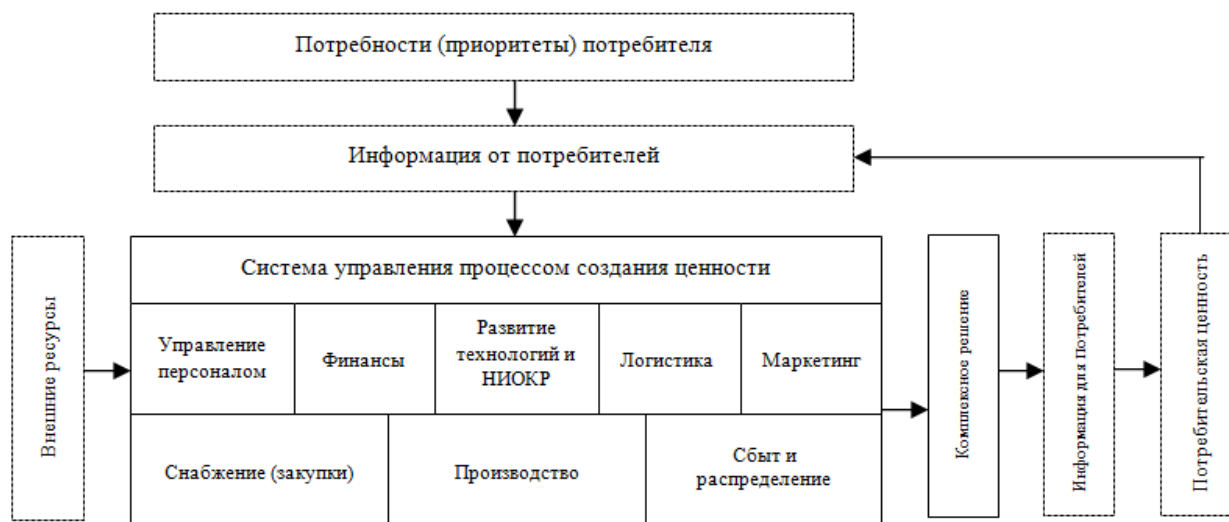 Потребности (приоритеты) потребителя
Информация от потребителей
Внешние ресурсы
Система управления процессом создания ценности
Управление
персоналом
Финансы
Развитие
технологий и
НИОКР
Логистика
Маркетинг
Снабжение (закупки)
Производство
Сбыт и
распределение
Комплексное решение
Информация для Потребителей
Потребительская ценность